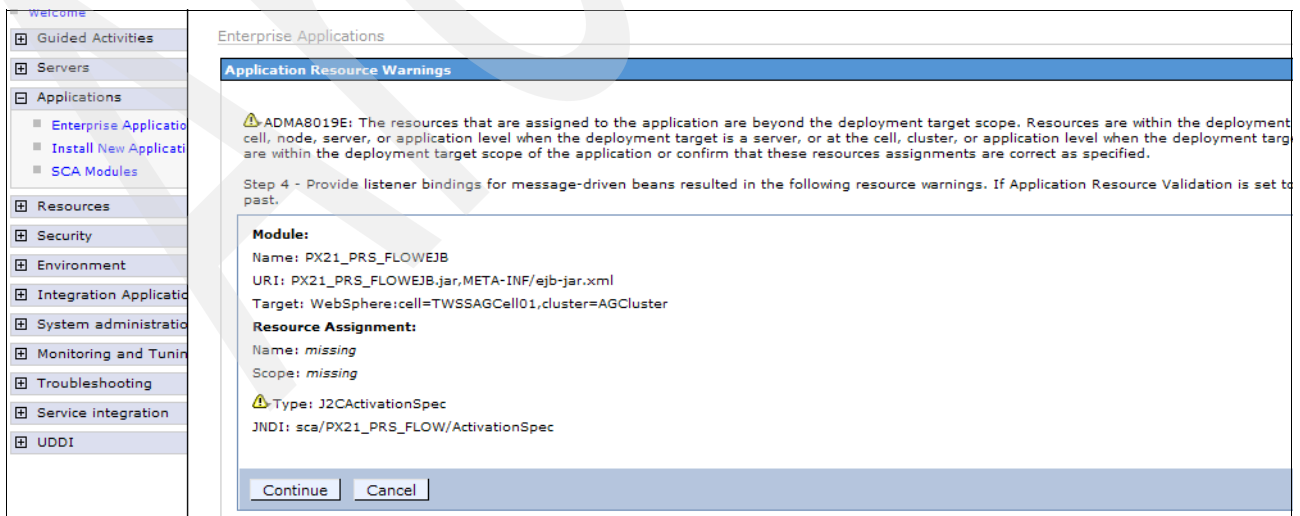 Welcome
Guided Activities
Servers
Applications
Enterprise Applicatio
Install New Applicati
SCA Modules
Resources
Security
Environment
Integration Applicatic
System administratio
Monitoring and Tunin
Troubleshooting
Service integration
UDDI
Enterprise Applications
Application Resource Warnings
ADMA8019E: The resources that are assigned to the application are beyond the deployment target scope. Resources are within the deployment
cell, node, server, or application level when the deployment target is a server, or at the cell, cluster, or application level when the deployment targ
are within the deployment target scope of the application or confirm that these resources assignments are correct as specified.
Step 4 - Provide listener bindings for message-driven beans resulted in the following resource warnings. If Application Resource Validation is set to
past.
Module:
Name: PX21_PRS_FLOWEJB
URI: PX21_PRS_FLOWEJB.jar,META-INF/ejb-jar.xml
Target: WebSphere:cell=TWSSAGCell01,cluster=AGCluster
Resource Assignment:
Name: missing
Scope: missing
Type: J2CActivationSpec
JNDI: sca/PX21_PRS_FLOW/ActivationSpec
Continue Cancel